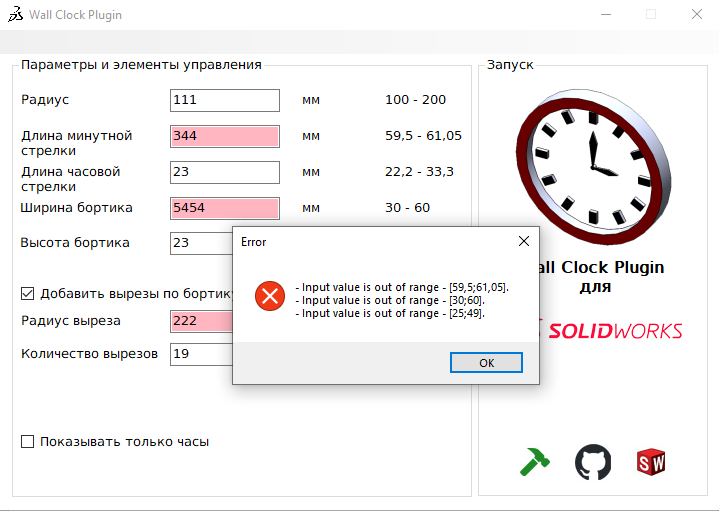 Wall Clock Plugin
Параметры и элементы управления
Радиус 111 мм 100 - 200
Длина минутной стрелки 344 мм 59,5 - 61,05
Длина часовой стрелки 23 мм 22,2 - 33,3
Ширина бортика 5454 мм 30 - 60
Высота бортика 23
Добавить вырезы по бортику
Радиус выреза 222
Количество вырезов 19
Показывать только часы
Запуск
all Clock Plugin
для
S SOLIDWORKS
SW
Error
- Input value is out of range - [59,5;61,05].
- Input value is out of range - [30;60].
- Input value is out of range - [25;49].
OK